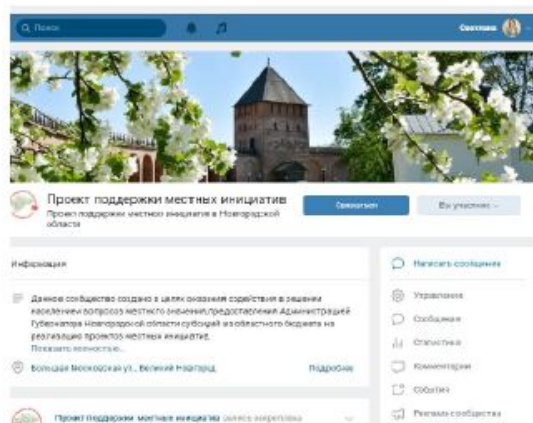 Поиск
Светлана
Проект поддержки местных инициатив
Проект поддержки местных инициатив в Новгородской
области
Связаться
Вы участник
Информация
Данное сообщество создано в целях оказания содействия в решении
населением вопросов местного значения, предоставления Администрацией
Губернатора Новгородской области субсидий из областного бюджета на
реализацию проектов местных инициатив.
Показать полностью...
Большая Московская ул., Великий Новгород
Подробнее
Проект поддержки местных инициатив запись закреплена
Написать сообщение
Управление
Сообщения
Статистика
Комментарии
События
Реклама сообщества